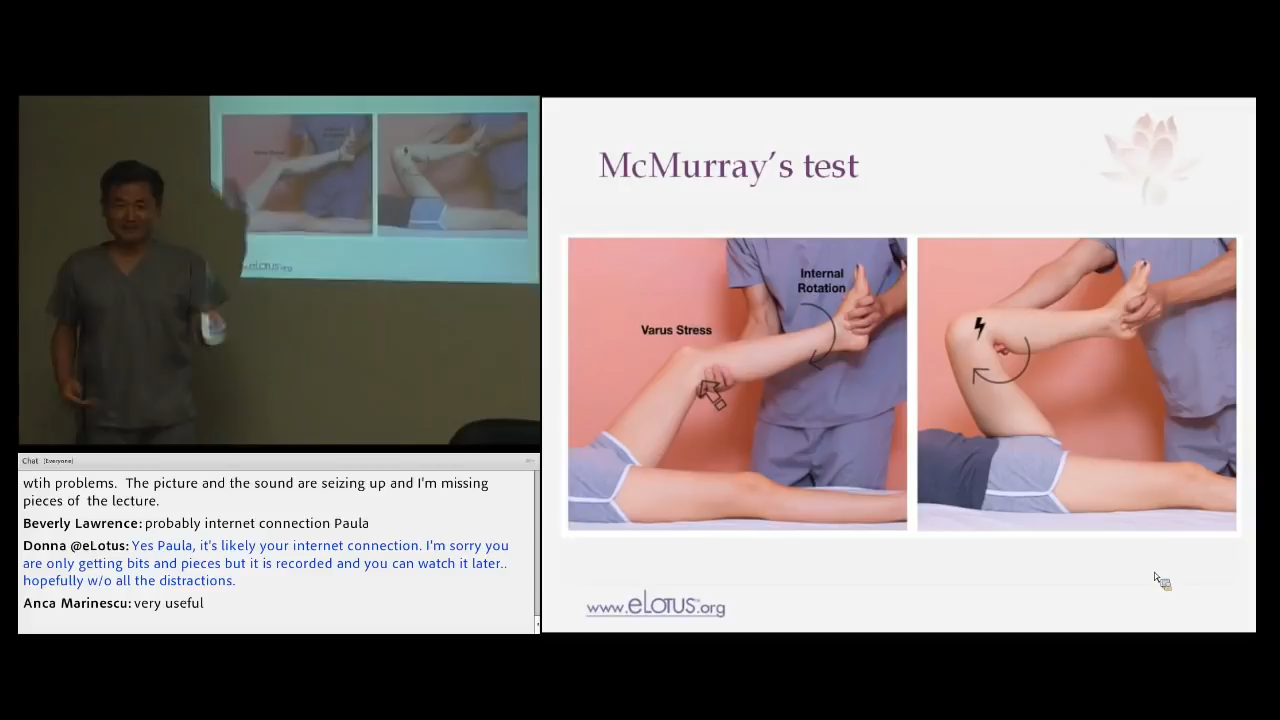 McMurray's test
Internal
Rotation
Varus Stress
www.eLOTUS.org
eLOTUS.org
Chat (Everyone)
wtih problems.  The picture and the sound are seizing up and I'm missing
pieces of  the lecture.
Beverly Lawrence: probably internet connection Paula
Donna @eLotus: Yes Paula, it's likely your internet connection. I'm sorry you
are only getting bits and pieces but it is recorded and you can watch it later..
hopefully w/o all the distractions.
Anca Marinescu: very useful